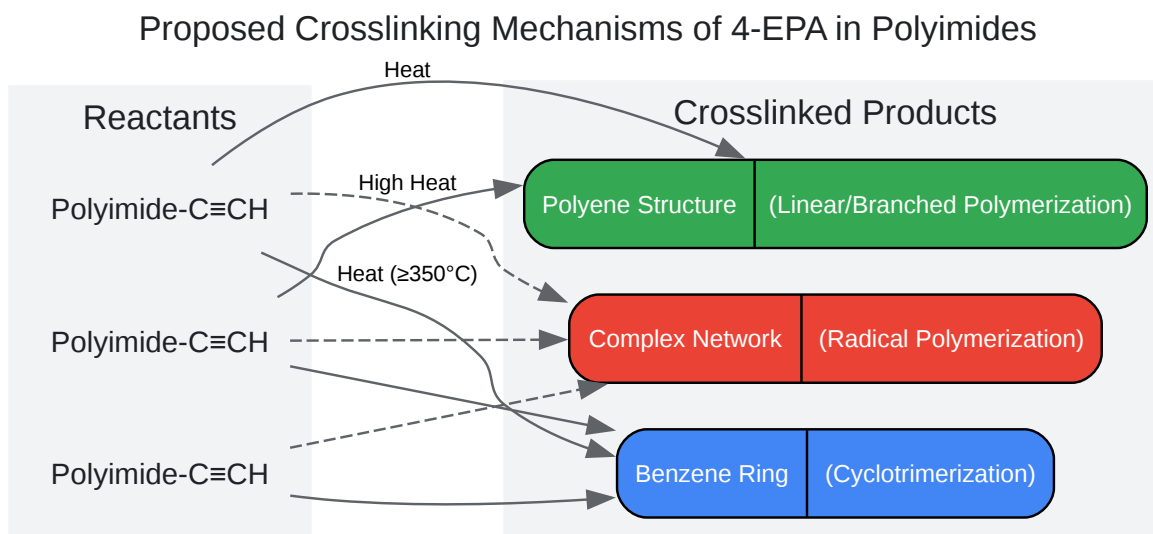 Proposed Crosslinking Mechanisms of 4-EPA in Polyimides
Heat
Reactants
Crosslinked Products
High Heat
Polyimide-C≡CH
Polyene Structure
(Linear/Branched Polymerization)
Heat (≥350°C)
Polyimide-C≡CH
Complex Network
(Radical Polymerization)
Polyimide-C≡CH
Benzene Ring
(Cyclotrimerization)